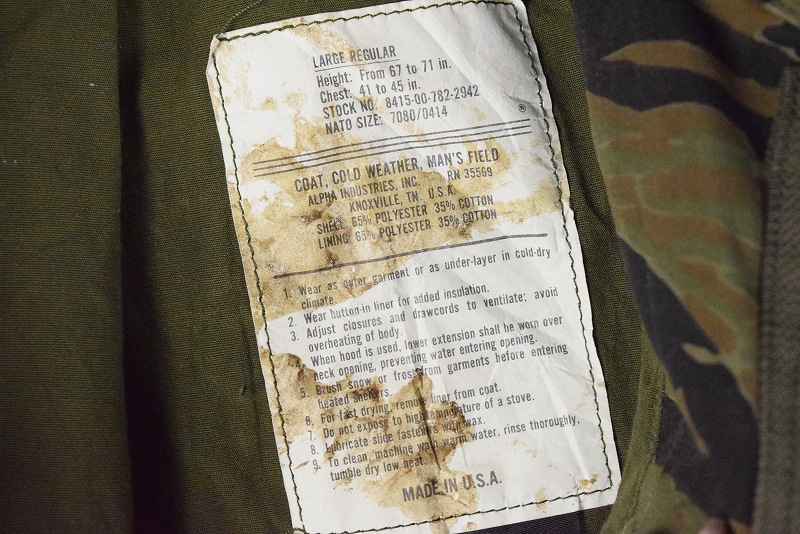 LARGE REGULAR
Height: From 67 to 71 in.
Chest: 41 to 45 in.
STOCK NO. 8415-00-782-2942
NATO SIZE: 7080/0414
®
COAT, COLD WEATHER, MAN'S FIELD
ALPHA INDUSTRIES, INC. RN 35569
KNOXVILLE, TN. U.S.A.
SHELL: 65% POLYESTER 35% COTTON
LINING: 65% POLYESTER 35% COTTON
1. Wear as outer garment or as under-layer in cold-dry
climate.
2. Wear button-in liner for added insulation.
3. Adjust closures and drawcords to ventilate; avoid
overheating of body.
When hood is used, lower extension shall be worn over
neck opening, preventing water entering opening.
5. Brush snow or frost from garments before entering
heated shelters.
6. For fast drying, remove liner from coat.
7. Do not expose to high temperature of a stove.
8. Lubricate slide fasteners with wax.
9. To clean, machine wash warm water, rinse thoroughly,
tumble dry low heat.
MADE IN U.S.A.